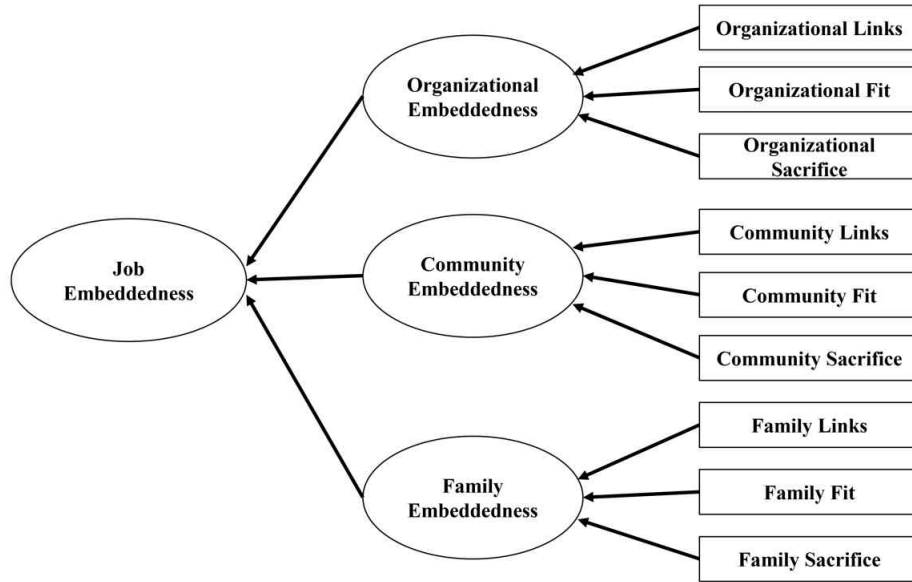 Organizational Links
Organizational
Embeddedness
Organizational Fit
Organizational
Sacrifice
Community Links
Job
Embeddedness
Community
Embeddedness
Community Fit
Community Sacrifice
Family Links
Family
Embeddedness
Family Fit
Family Sacrifice